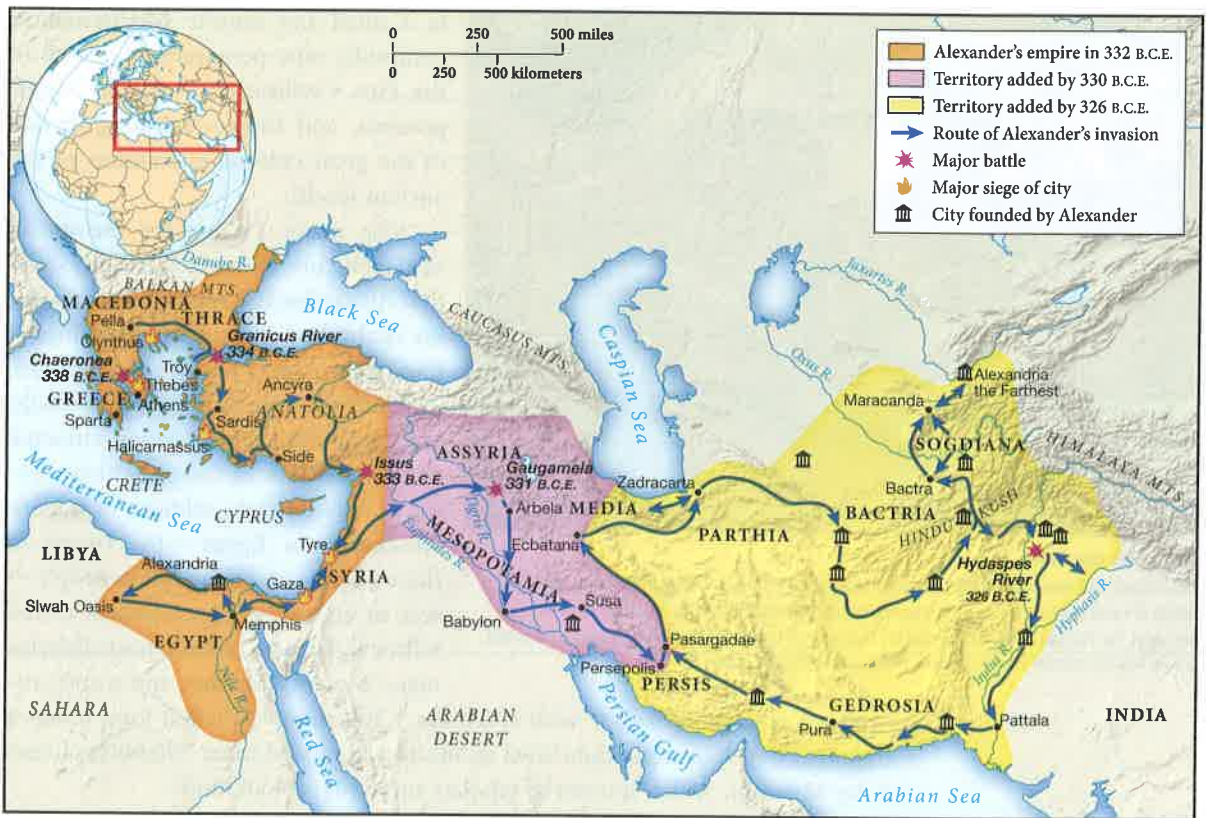 0 250 500 miles
0 250 500 kilometers
Alexander's empire in 332 B.C.E.
Territory added by 330 B.C.E.
Territory added by 326 B.C.E.
Route of Alexander's invasion
Major battle
Major siege of city
City founded by Alexander
Danube R.
BALKAN MTS.
MACEDONIA
THRACE
Pella
Olynthus
Granicus River
334 B.C.E.
Chaeronea
338 B.C.E.
Troy
Thebes
GREECE
Athens
Sparta
Ancyra
ANATOLIA
Sardis
Halicarnassus
Side
Black Sea
CAUCASUS MTS.
Caspian Sea
Jaxartes R.
Oxus R.
Alexandria
the Farthest
Maracanda
SOGDIANA
HIMALAYA MTS.
Bactra
BACTRIA
HINDU KUSH
Mediterranean Sea
CRETE
CYPRUS
Issus
333 B.C.E.
ASSYRIA
Gaugamela
331 B.C.E.
Tigris R.
Arbela
MEDIA
Zadracarta
Ecbatana
PARTHIA
MESOPOTAMIA
Euphrates R.
Hydaspes
River
326 B.C.E.
Hyphasis R.
LIBYA
Alexandria
Tyre
SYRIA
Gaza
Siwah Oasis
Memphis
EGYPT
Nile R.
Babylon
Susa
Pasargadae
Persepolis
PERSIS
Indus R.
GEDROSIA
Pura
Pattala
INDIA
SAHARA
Red Sea
ARABIAN
DESERT
Persian Gulf
Arabian Sea